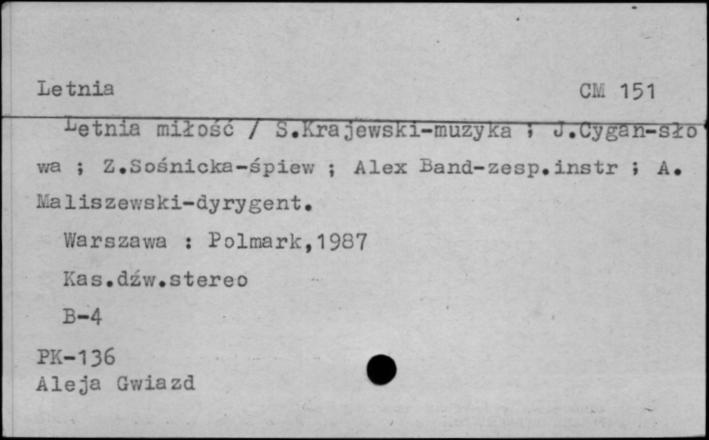 Letnia CM 151
Letnia miłość / S.Krajewski-muzyka ; J.Cygan-sło
wa ; Z.Sośnicka-śpiew ; Alex Band-zesp.instr ; A.
Maliszewski-dyrygent.
Warszawa : Polmark,1987
Kas.dźw.stereo
B-4
PK-136
Aleja Gwiazd